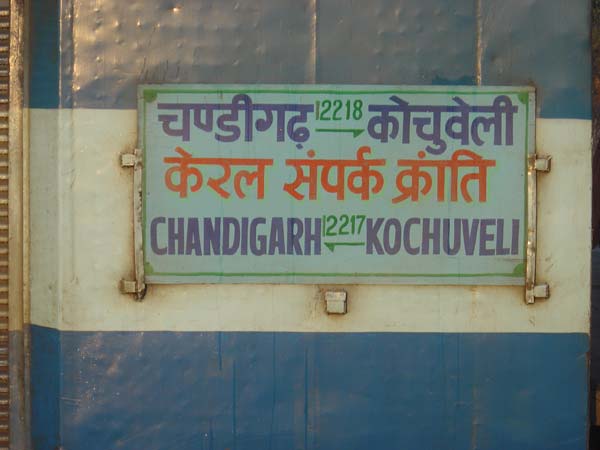 चण्डीगढ़ 12218 → कोचुवेली
केरल संपर्क क्रांति
CHANDIGARH 12217 ← KOCHUVELI